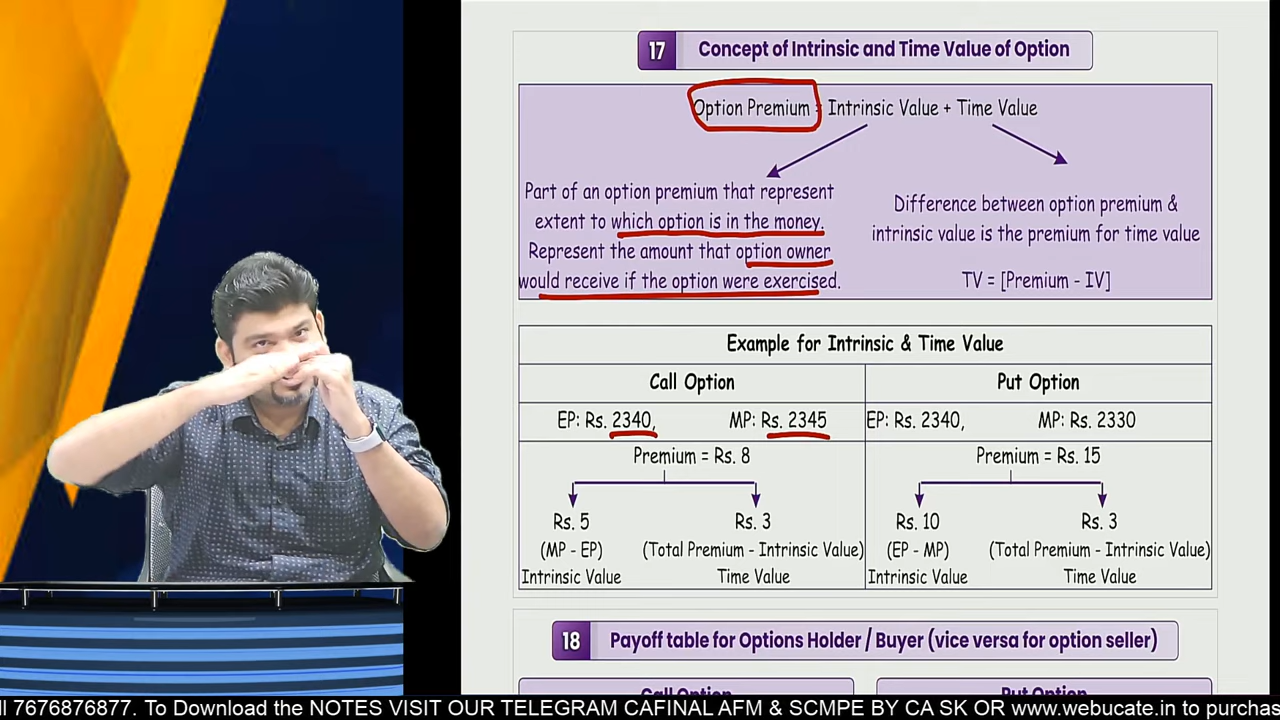 17 Concept of Intrinsic and Time Value of Option
Option Premium = Intrinsic Value + Time Value
Part of an option premium that represent
extent to which option is in the money.
Represent the amount that option owner
would receive if the option were exercised.
Difference between option premium &
intrinsic value is the premium for time value
TV = [Premium - IV]
Example for Intrinsic & Time Value
Call Option
Put Option
EP: Rs. 2340, MP: Rs. 2345
EP: Rs. 2340, MP: Rs. 2330
Premium = Rs. 8
Premium = Rs. 15
Rs. 5
(MP - EP)
Intrinsic Value
Rs. 3
(Total Premium - Intrinsic Value)
Time Value
Rs. 10
(EP - MP)
Intrinsic Value
Rs. 3
(Total Premium - Intrinsic Value)
Time Value
18 Payoff table for Options Holder / Buyer (vice versa for option seller)
Call Option
Put Option
ll 7676876877. To Download the NOTES VISIT OUR TELEGRAM CAFINAL AFM & SCMPE BY CA SK OR www.webucate.in to purchas